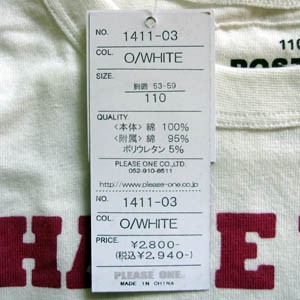 NO. 1411-03
COL. O/WHITE
SIZE.
胸囲 53-59
110
QUALITY.
〈本体〉 綿 100%
〈附属〉 綿 95%
ポリウレタン 5%
PLEASE ONE CO.,LTD.
052-910-6511
http://www.please-one.co.jp
NO. 1411-03
COL. O/WHITE
PRICE. ¥2,800-
(税込¥2,940-)
PLEASE ONE.
MADE IN CHINA
110